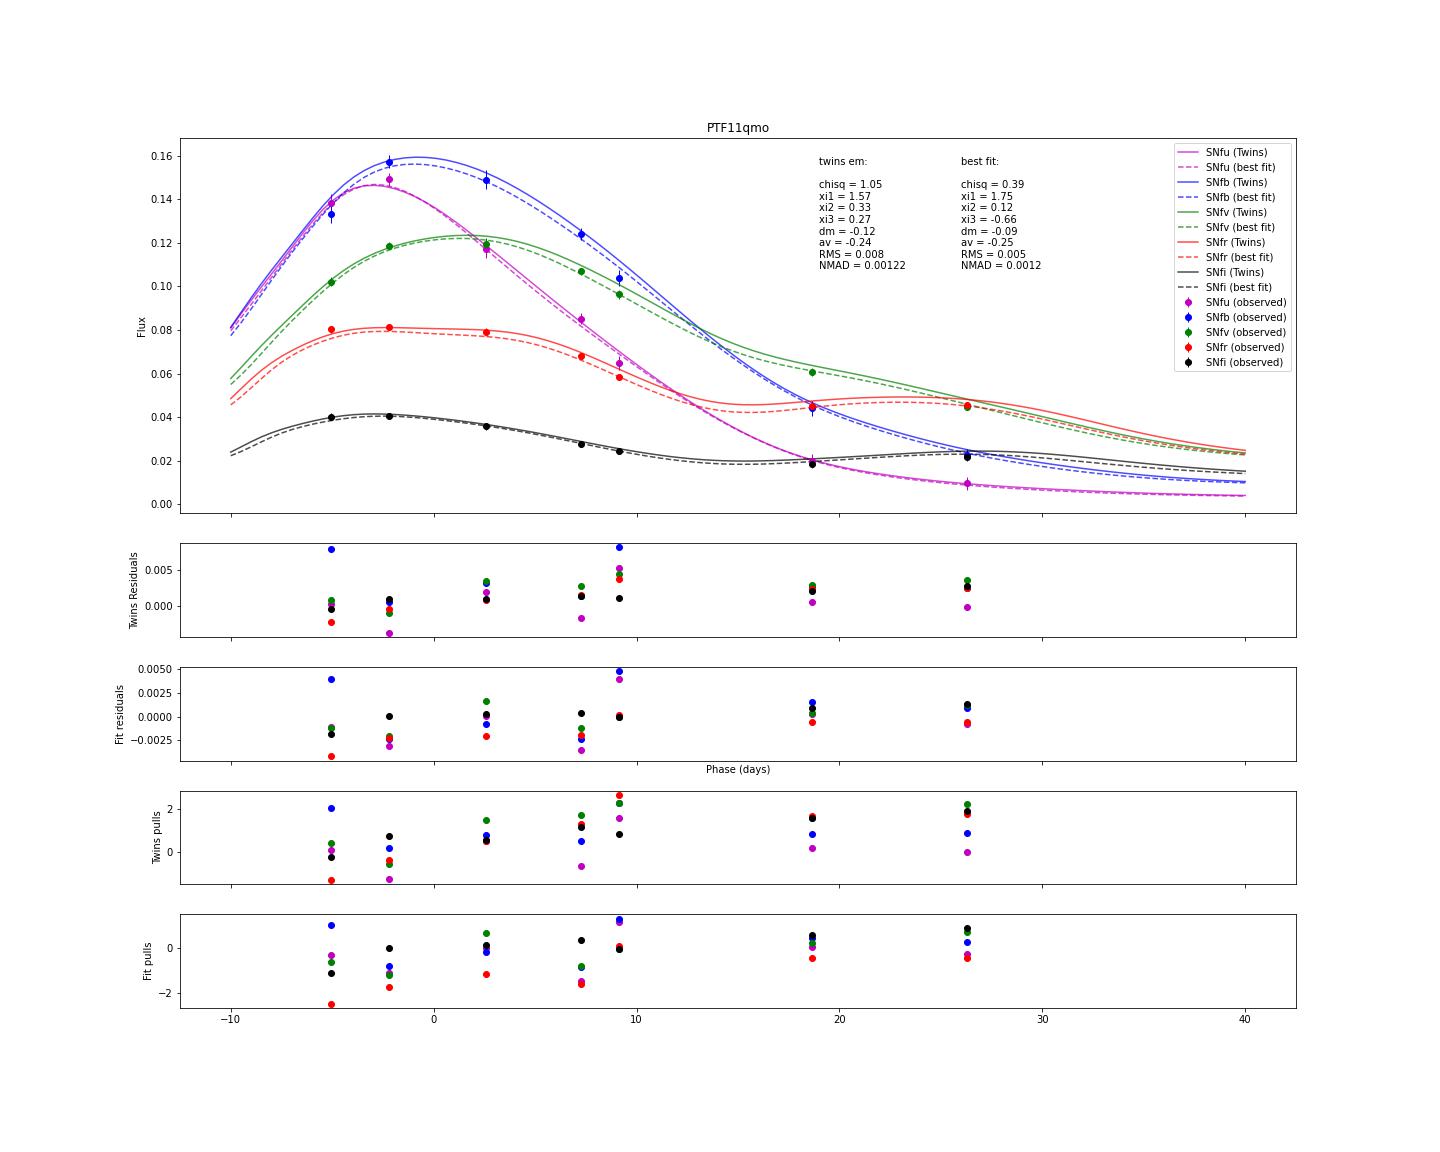 PTF11qmo
Flux
0.16
0.14
0.12
0.10
0.08
0.06
0.04
0.02
0.00
twins em:
chisq = 1.05
xi1 = 1.57
xi2 = 0.33
xi3 = 0.27
dm = -0.12
av = -0.24
RMS = 0.008
NMAD = 0.00122
best fit:
chisq = 0.39
xi1 = 1.75
xi2 = 0.12
xi3 = -0.66
dm = -0.09
av = -0.25
RMS = 0.005
NMAD = 0.0012
SNfu (Twins)
SNfu (best fit)
SNfb (Twins)
SNfb (best fit)
SNfv (Twins)
SNfv (best fit)
SNfr (Twins)
SNfr (best fit)
SNfi (Twins)
SNfi (best fit)
SNfu (observed)
SNfb (observed)
SNfv (observed)
SNfr (observed)
SNfi (observed)
Twins Residuals
0.005
0.000
Fit residuals
0.0050
0.0025
0.0000
−0.0025
Phase (days)
Twins pulls
2
0
Fit pulls
0
−2
−10 0 10 20 30 40